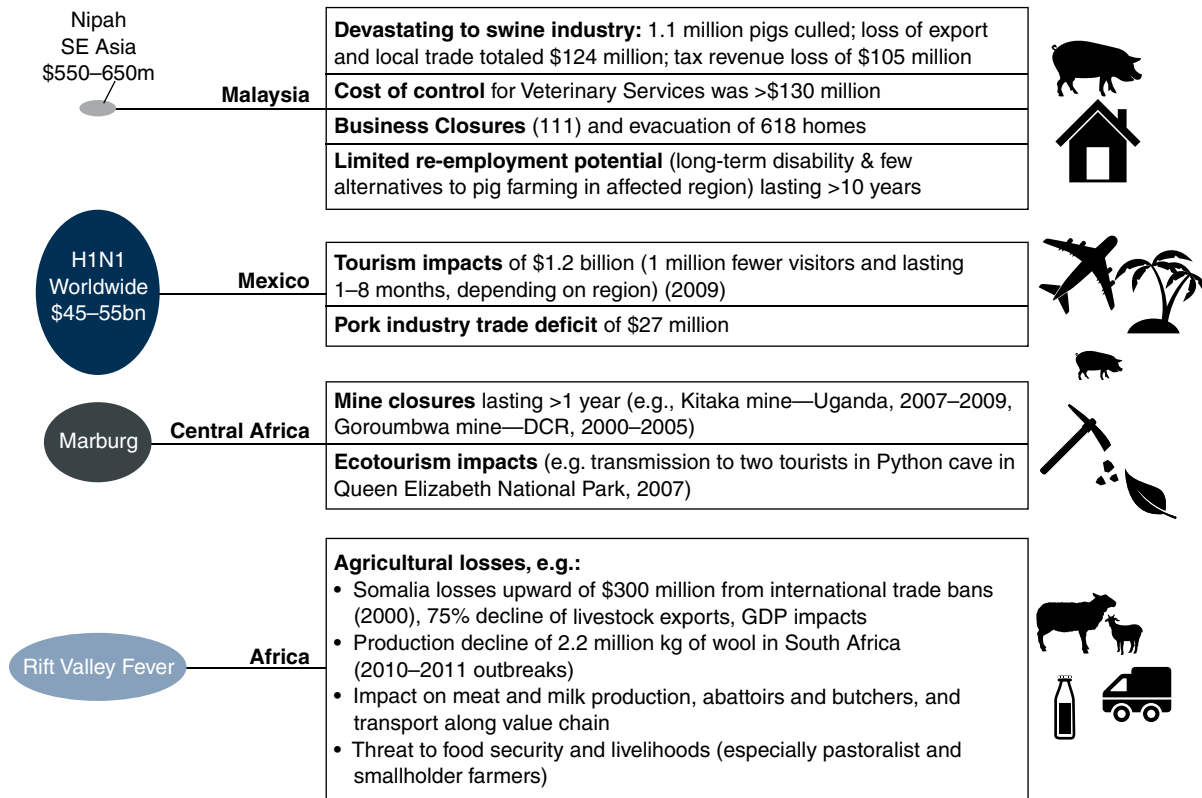 Nipah
SE Asia
$550–650m
Malaysia
Devastating to swine industry: 1.1 million pigs culled; loss of export
and local trade totaled $124 million; tax revenue loss of $105 million
Cost of control for Veterinary Services was >$130 million
Business Closures (111) and evacuation of 618 homes
Limited re-employment potential (long-term disability & few
alternatives to pig farming in affected region) lasting >10 years
H1N1
Worldwide
$45–55bn
Mexico
Tourism impacts of $1.2 billion (1 million fewer visitors and lasting
1–8 months, depending on region) (2009)
Pork industry trade deficit of $27 million
Marburg
Central Africa
Mine closures lasting >1 year (e.g., Kitaka mine—Uganda, 2007–2009,
Goroumbwa mine—DCR, 2000–2005)
Ecotourism impacts (e.g. transmission to two tourists in Python cave in
Queen Elizabeth National Park, 2007)
Rift Valley Fever
Africa
Agricultural losses, e.g.:
• Somalia losses upward of $300 million from international trade bans
(2000), 75% decline of livestock exports, GDP impacts
• Production decline of 2.2 million kg of wool in South Africa
(2010–2011 outbreaks)
• Impact on meat and milk production, abattoirs and butchers, and
transport along value chain
• Threat to food security and livelihoods (especially pastoralist and
smallholder farmers)